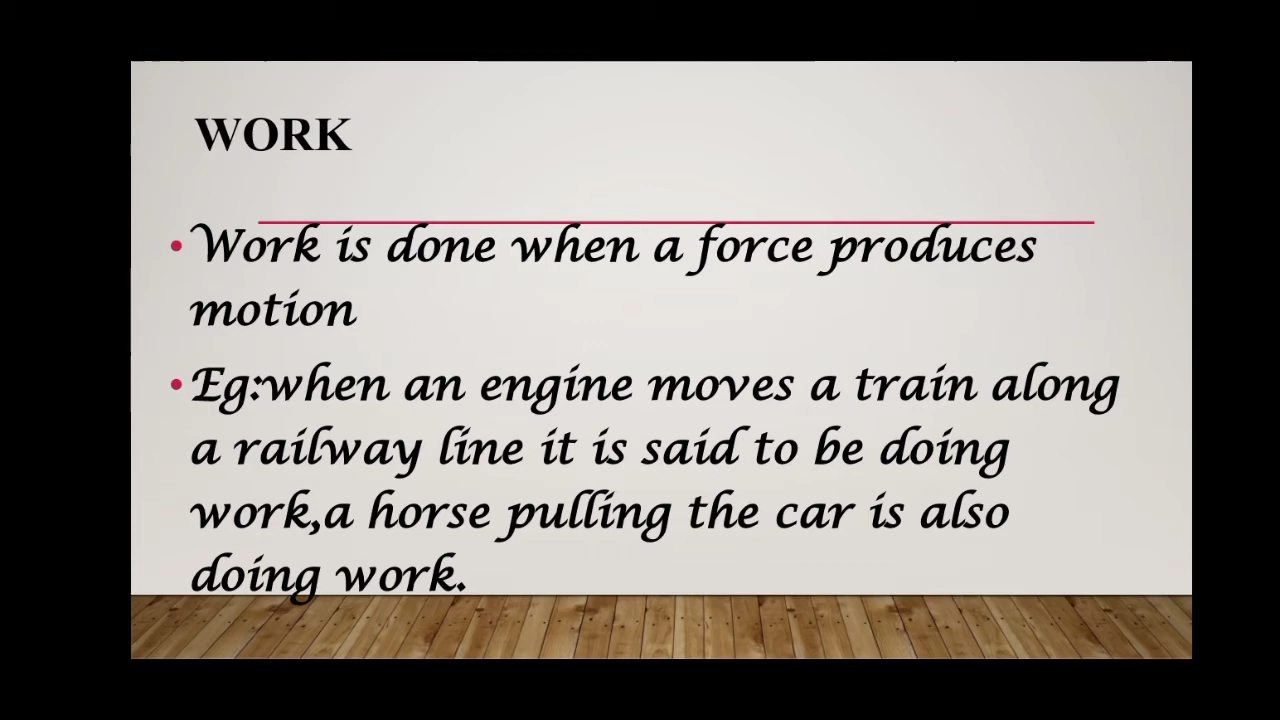 WORK
• Work is done when a force produces
motion
• Eg:when an engine moves a train along
a railway line it is said to be doing
work,a horse pulling the car is also
doing work.